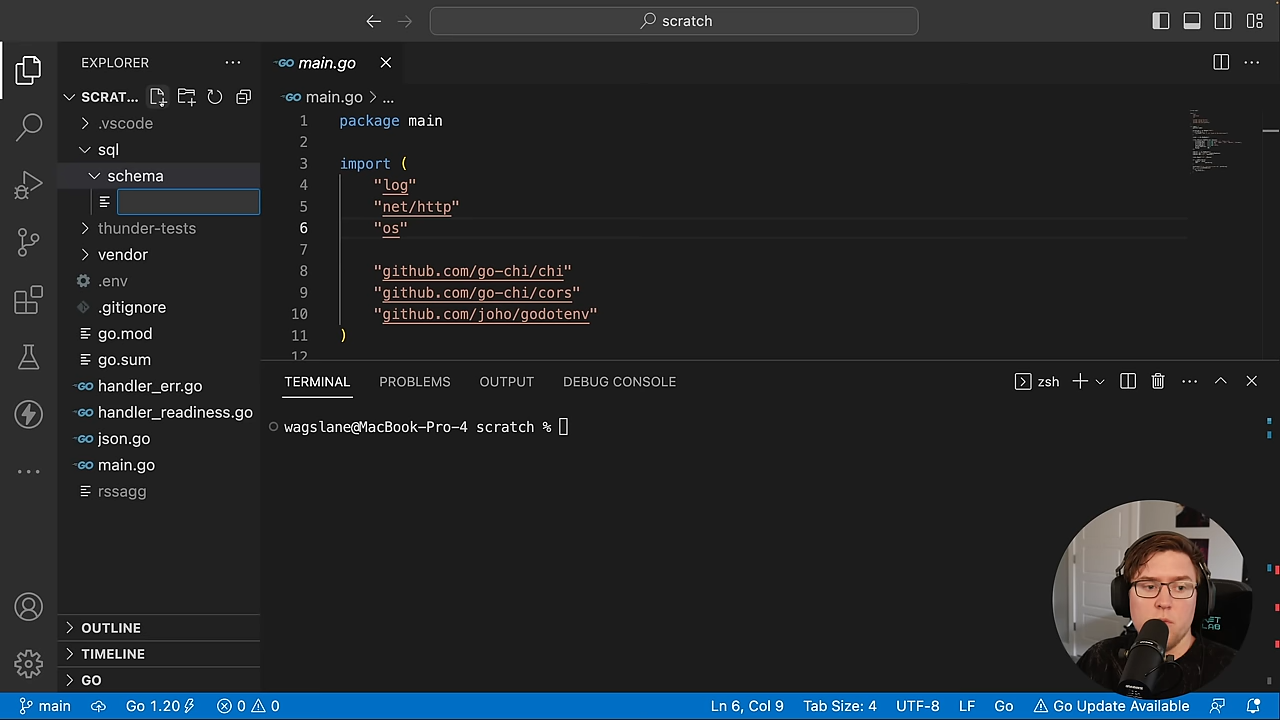 scratch
EXPLORER
SCRAT...
.vscode
sql
schema
thunder-tests
vendor
.env
.gitignore
go.mod
go.sum
handler_err.go
handler_readiness.go
json.go
main.go
rssagg
OUTLINE
TIMELINE
GO
GO main.go
GO main.go > ...
1 package main
2
3 import (
4 "log"
5 "net/http"
6 "os"
7
8 "github.com/go-chi/chi"
9 "github.com/go-chi/cors"
10 "github.com/joho/godotenv"
11 )
12
TERMINAL PROBLEMS OUTPUT DEBUG CONSOLE
zsh
wagslane@MacBook-Pro-4 scratch %
main Go 1.20 0 0 Ln 6, Col 9 Tab Size: 4 UTF-8 LF Go Go Update Available